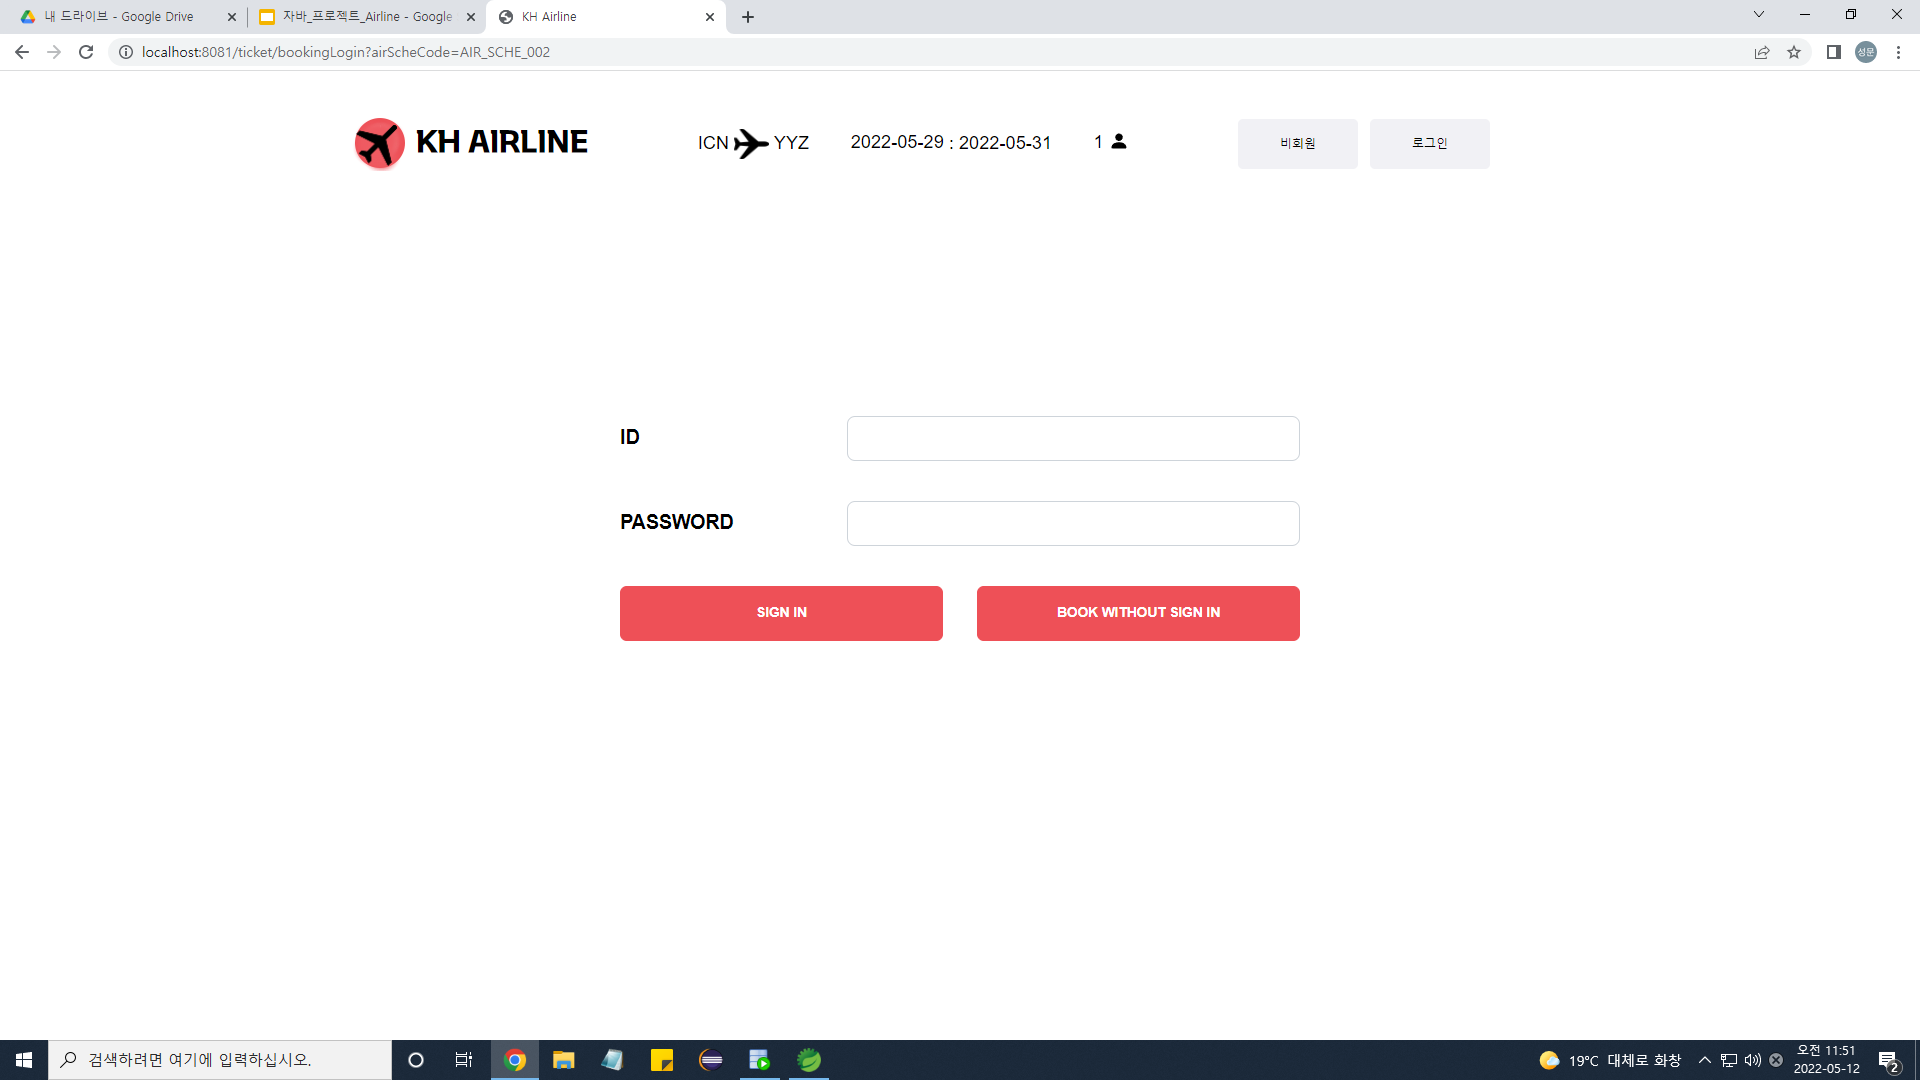 내 드라이브 - Google Drive
자바_프로젝트_Airline - Google
KH Airline
localhost:8081/ticket/bookingLogin?airScheCode=AIR_SCHE_002
성문
KH AIRLINE
ICN YYZ
2022-05-29 : 2022-05-31
1
비회원
로그인
ID
PASSWORD
SIGN IN
BOOK WITHOUT SIGN IN
검색하려면 여기에 입력하십시오.
19°C 대체로 화창
오전 11:51
2022-05-12
2